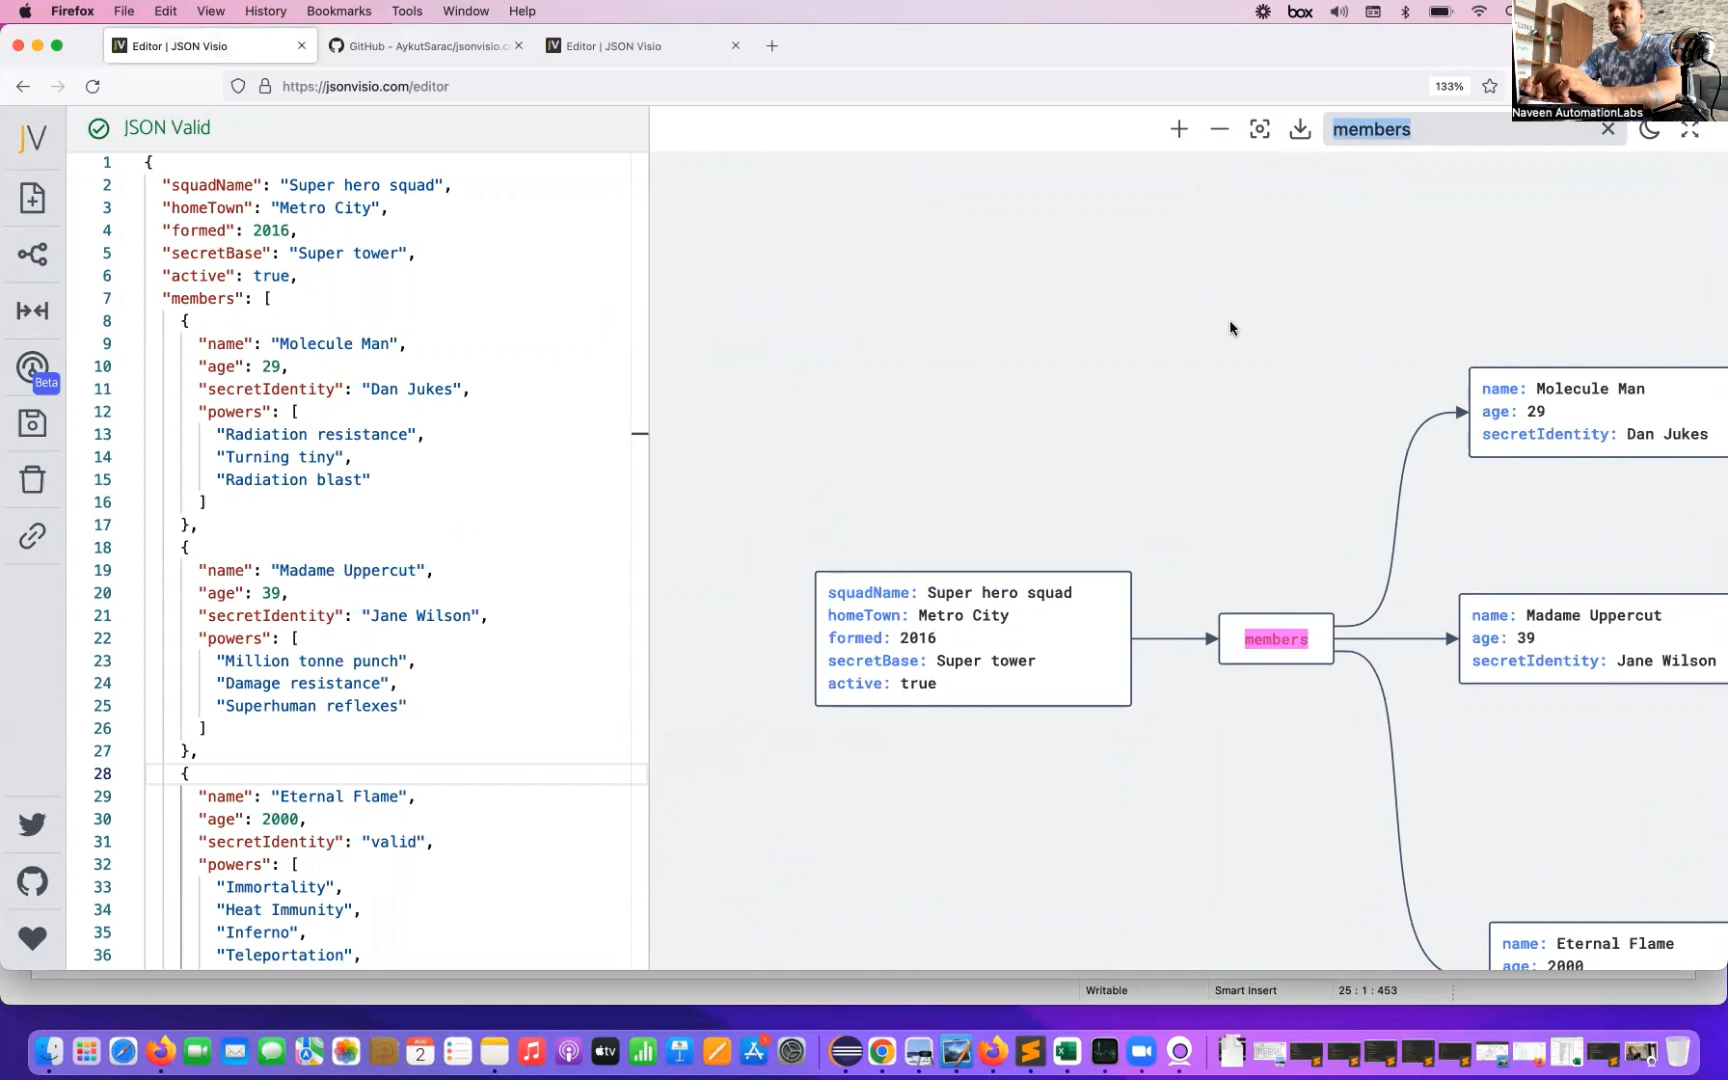 Firefox File Edit View History Bookmarks Tools Window Help
box
Editor | JSON Visio
GitHub - AykutSarac/jsonvisio.c
Editor | JSON Visio
https://jsonvisio.com/editor
133%
Naveen AutomationLabs
JV
JSON Valid
members
Beta
1 {
2 "squadName": "Super hero squad",
3 "homeTown": "Metro City",
4 "formed": 2016,
5 "secretBase": "Super tower",
6 "active": true,
7 "members": [
8 {
9 "name": "Molecule Man",
10 "age": 29,
11 "secretIdentity": "Dan Jukes",
12 "powers": [
13 "Radiation resistance",
14 "Turning tiny",
15 "Radiation blast"
16 ]
17 },
18 {
19 "name": "Madame Uppercut",
20 "age": 39,
21 "secretIdentity": "Jane Wilson",
22 "powers": [
23 "Million tonne punch",
24 "Damage resistance",
25 "Superhuman reflexes"
26 ]
27 },
28 {
29 "name": "Eternal Flame",
30 "age": 2000,
31 "secretIdentity": "valid",
32 "powers": [
33 "Immortality",
34 "Heat Immunity",
35 "Inferno",
36 "Teleportation",
squadName: Super hero squad
homeTown: Metro City
formed: 2016
secretBase: Super tower
active: true
members
name: Molecule Man
age: 29
secretIdentity: Dan Jukes
name: Madame Uppercut
age: 39
secretIdentity: Jane Wilson
name: Eternal Flame
age: 2000
Writable
Smart Insert
25 : 1 : 453
2
tv